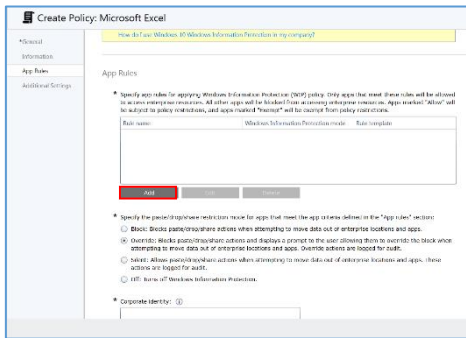 Create Policy: Microsoft Excel
How do I use Windows 10 Windows Information Protection in my company?
*General
Information
App Rules
Additional Settings
App Rules
* Specify app rules for applying Windows Information Protection (WIP) policy. Only apps that meet these rules will be allowed
to access enterprise resources. All other apps will be blocked from accessing enterprise resources. Apps marked "Allow" will
be subject to policy restrictions, and apps marked "Exempt" will be exempt from policy restrictions.
Rule name Windows Information Protection mode Rule template
Add Edit Delete
* Specify the paste/drop/share restriction mode for apps that meet the app criteria defined in the "App rules" section:
Block: Blocks paste/drop/share actions when attempting to move data out of enterprise locations and apps.
Override: Blocks paste/drop/share actions and displays a prompt to the user allowing them to override the block when
attempting to move data out of enterprise locations and apps. Override actions are logged for audit.
Silent: Allows paste/drop/share actions when attempting to move data out of enterprise locations and apps. These
actions are logged for audit.
Off: Turns off Windows Information Protection.
* Corporate identity: